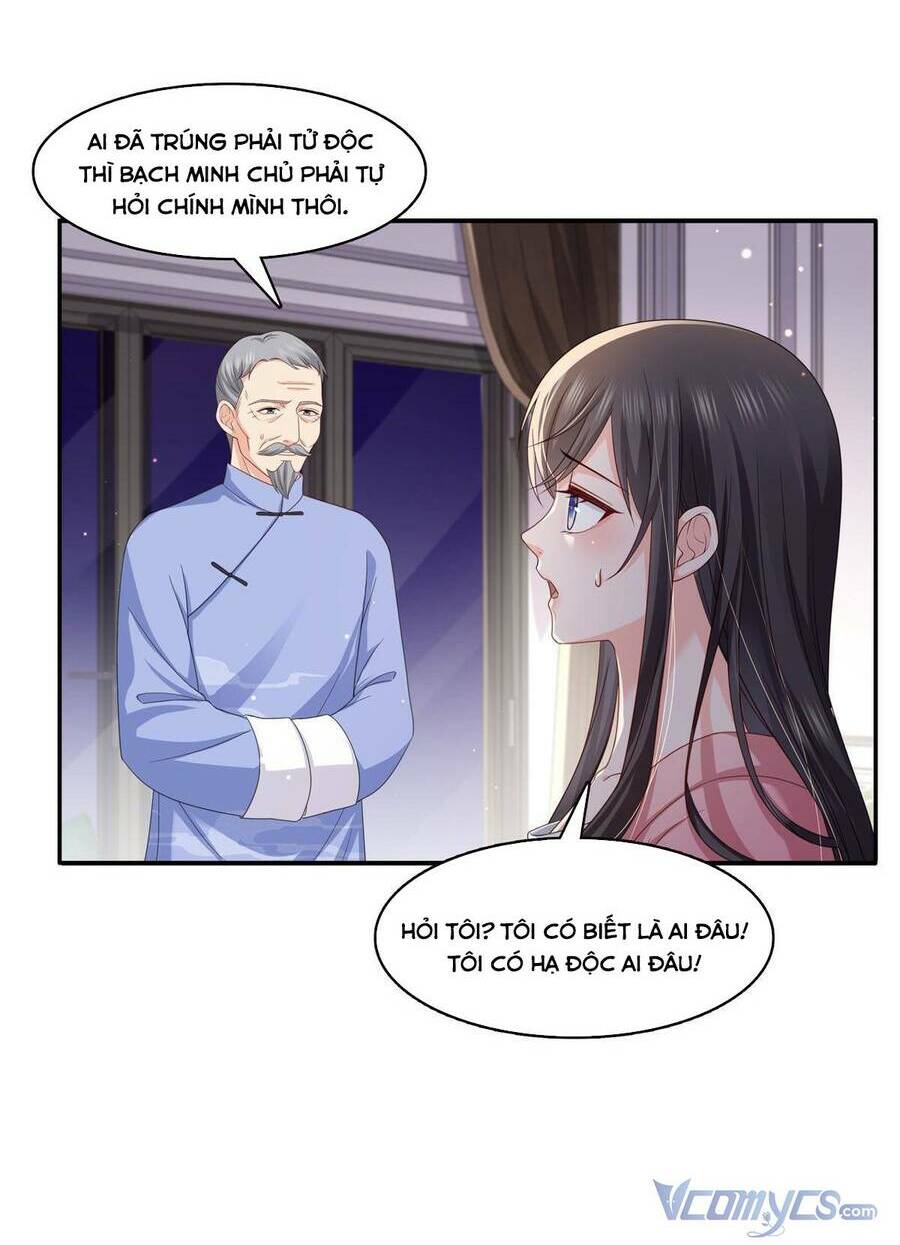 AI ĐÃ TRÚNG PHẢI TỬ ĐỘC
THÌ BẠCH MINH CHỦ PHẢI TỰ
HỎI CHÍNH MÌNH THÔI.
HỎI TÔI? TÔI CÓ BIẾT LÀ AI ĐÂU!
TÔI CÓ HẠ ĐỘC AI ĐÂU!
VCOMYCS.com